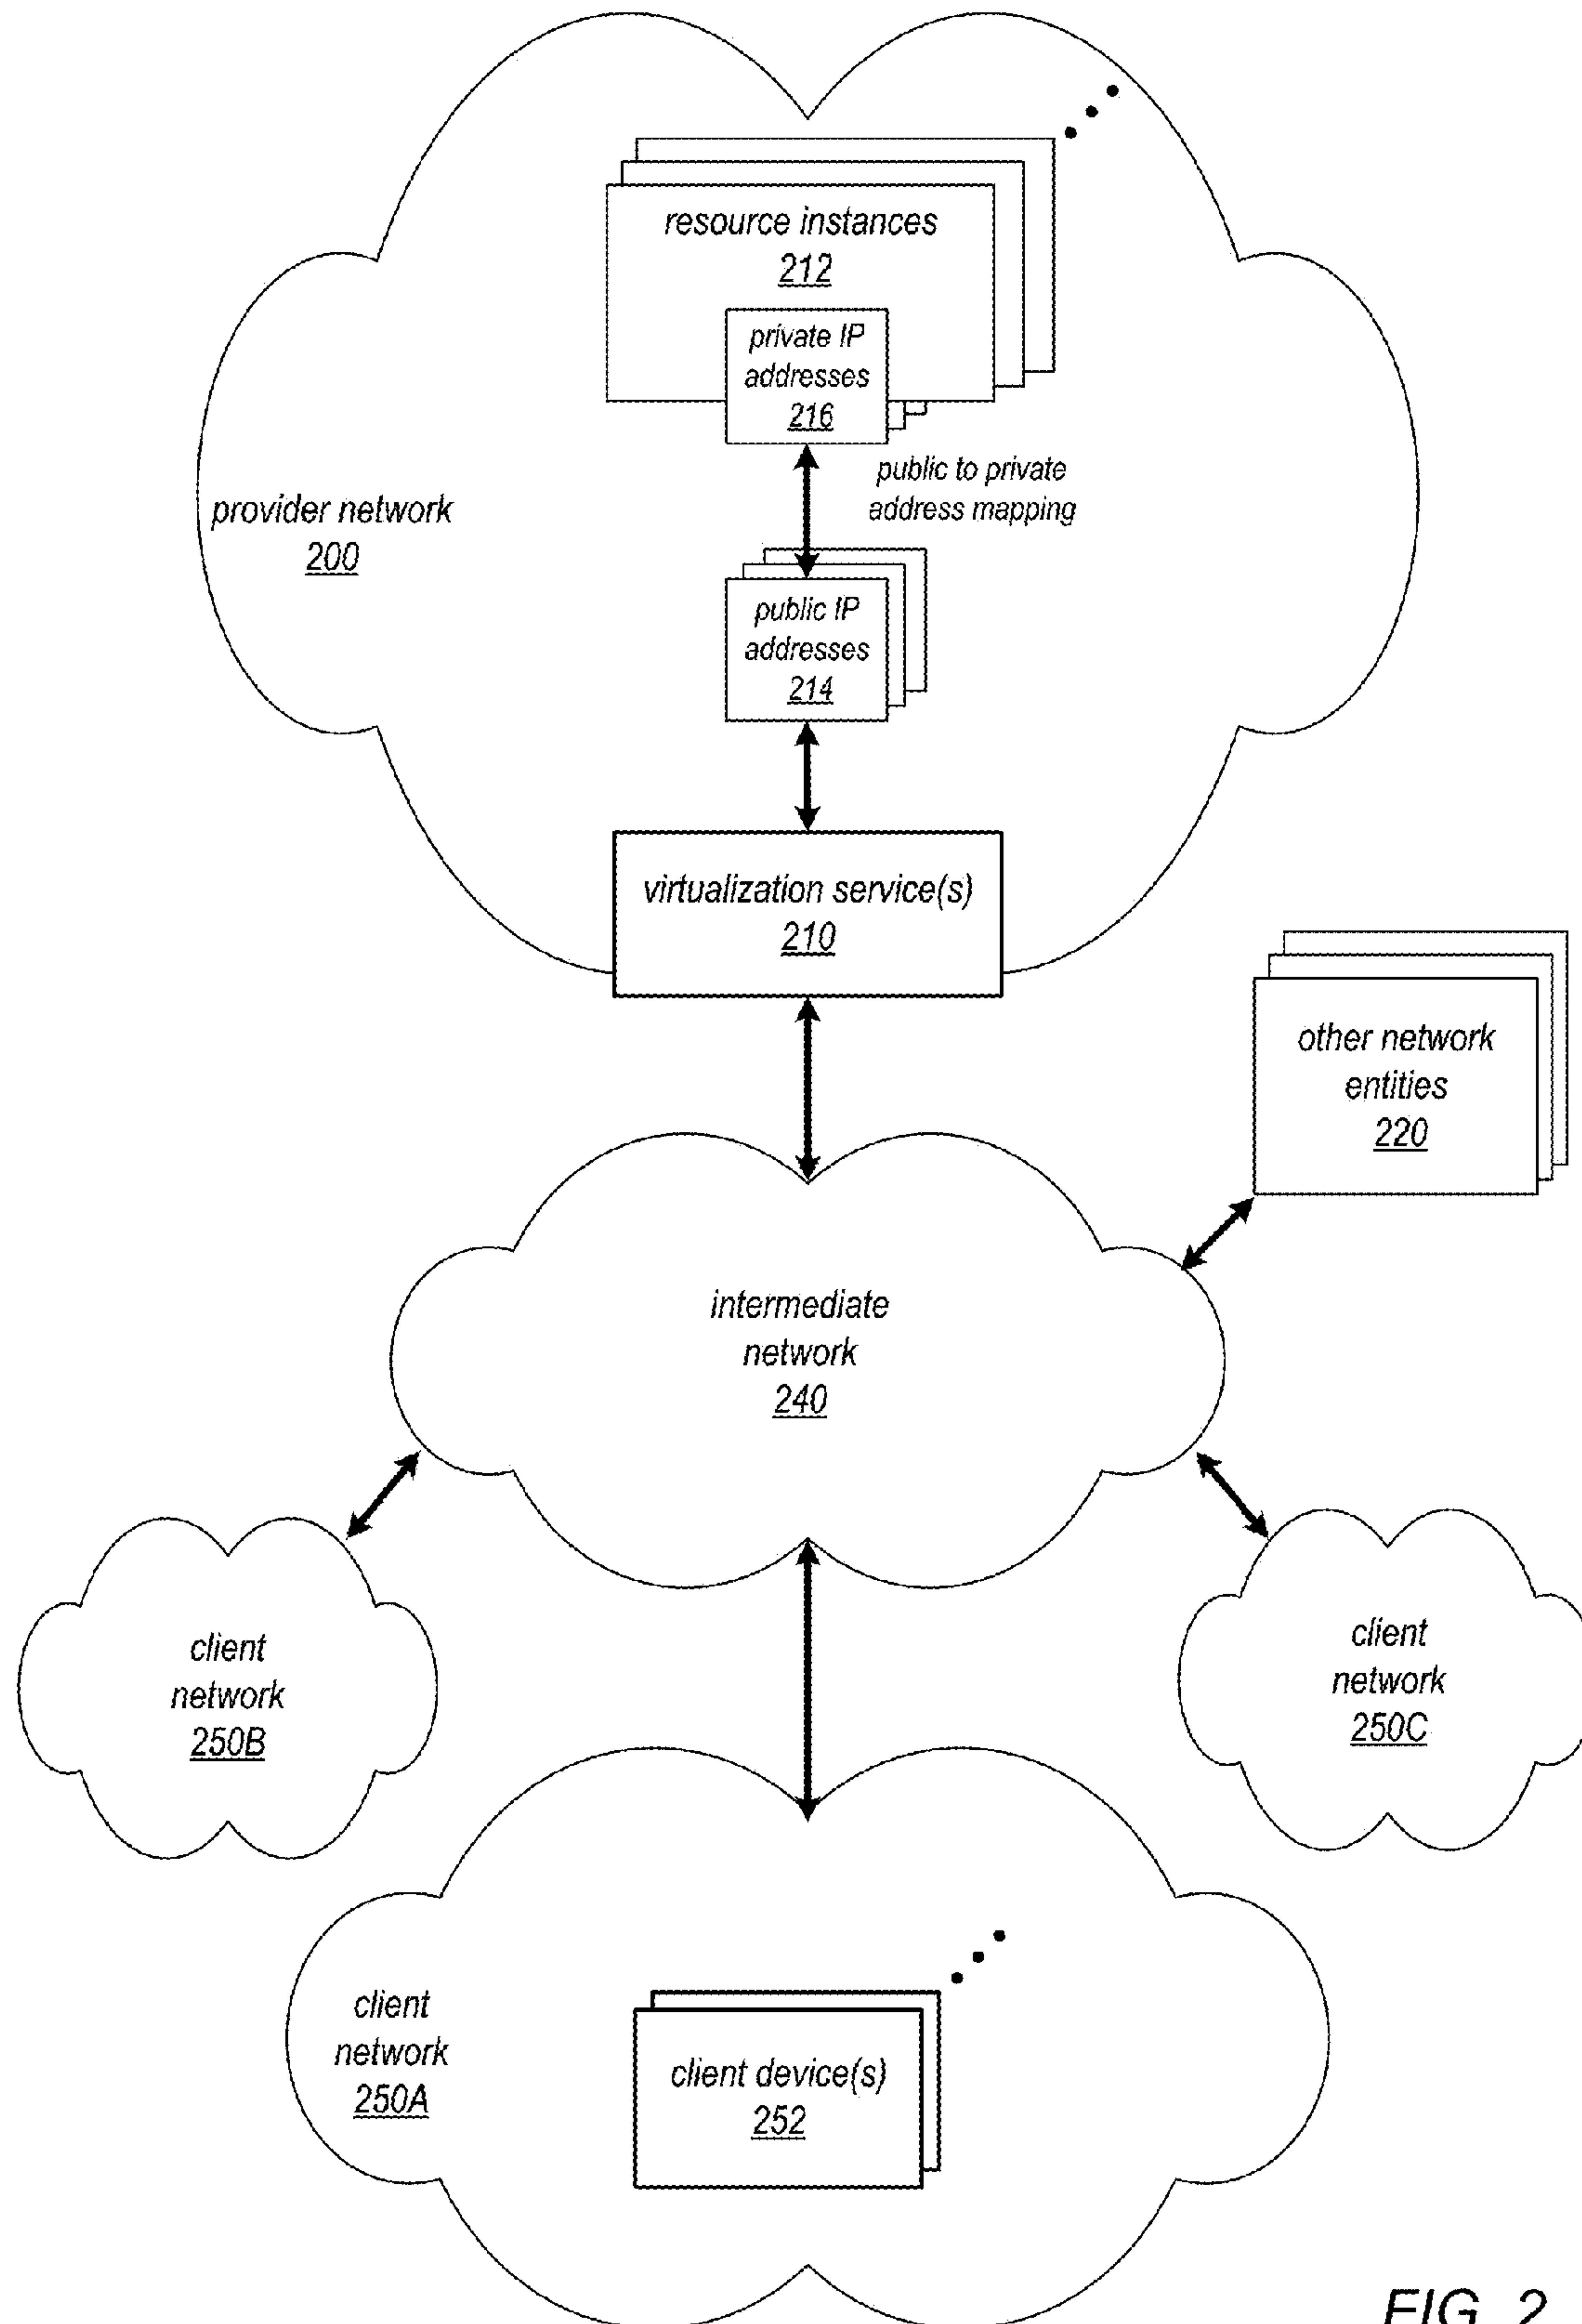 resource instances
212
private IP
addresses
216
public to private
address mapping
provider network
200
public IP
addresses
214
virtualization service(s)
210
other network
entities
220
intermediate
network
240
client
network
250B
client
network
250C
client
network
250A
client device(s)
252
FIG. 2